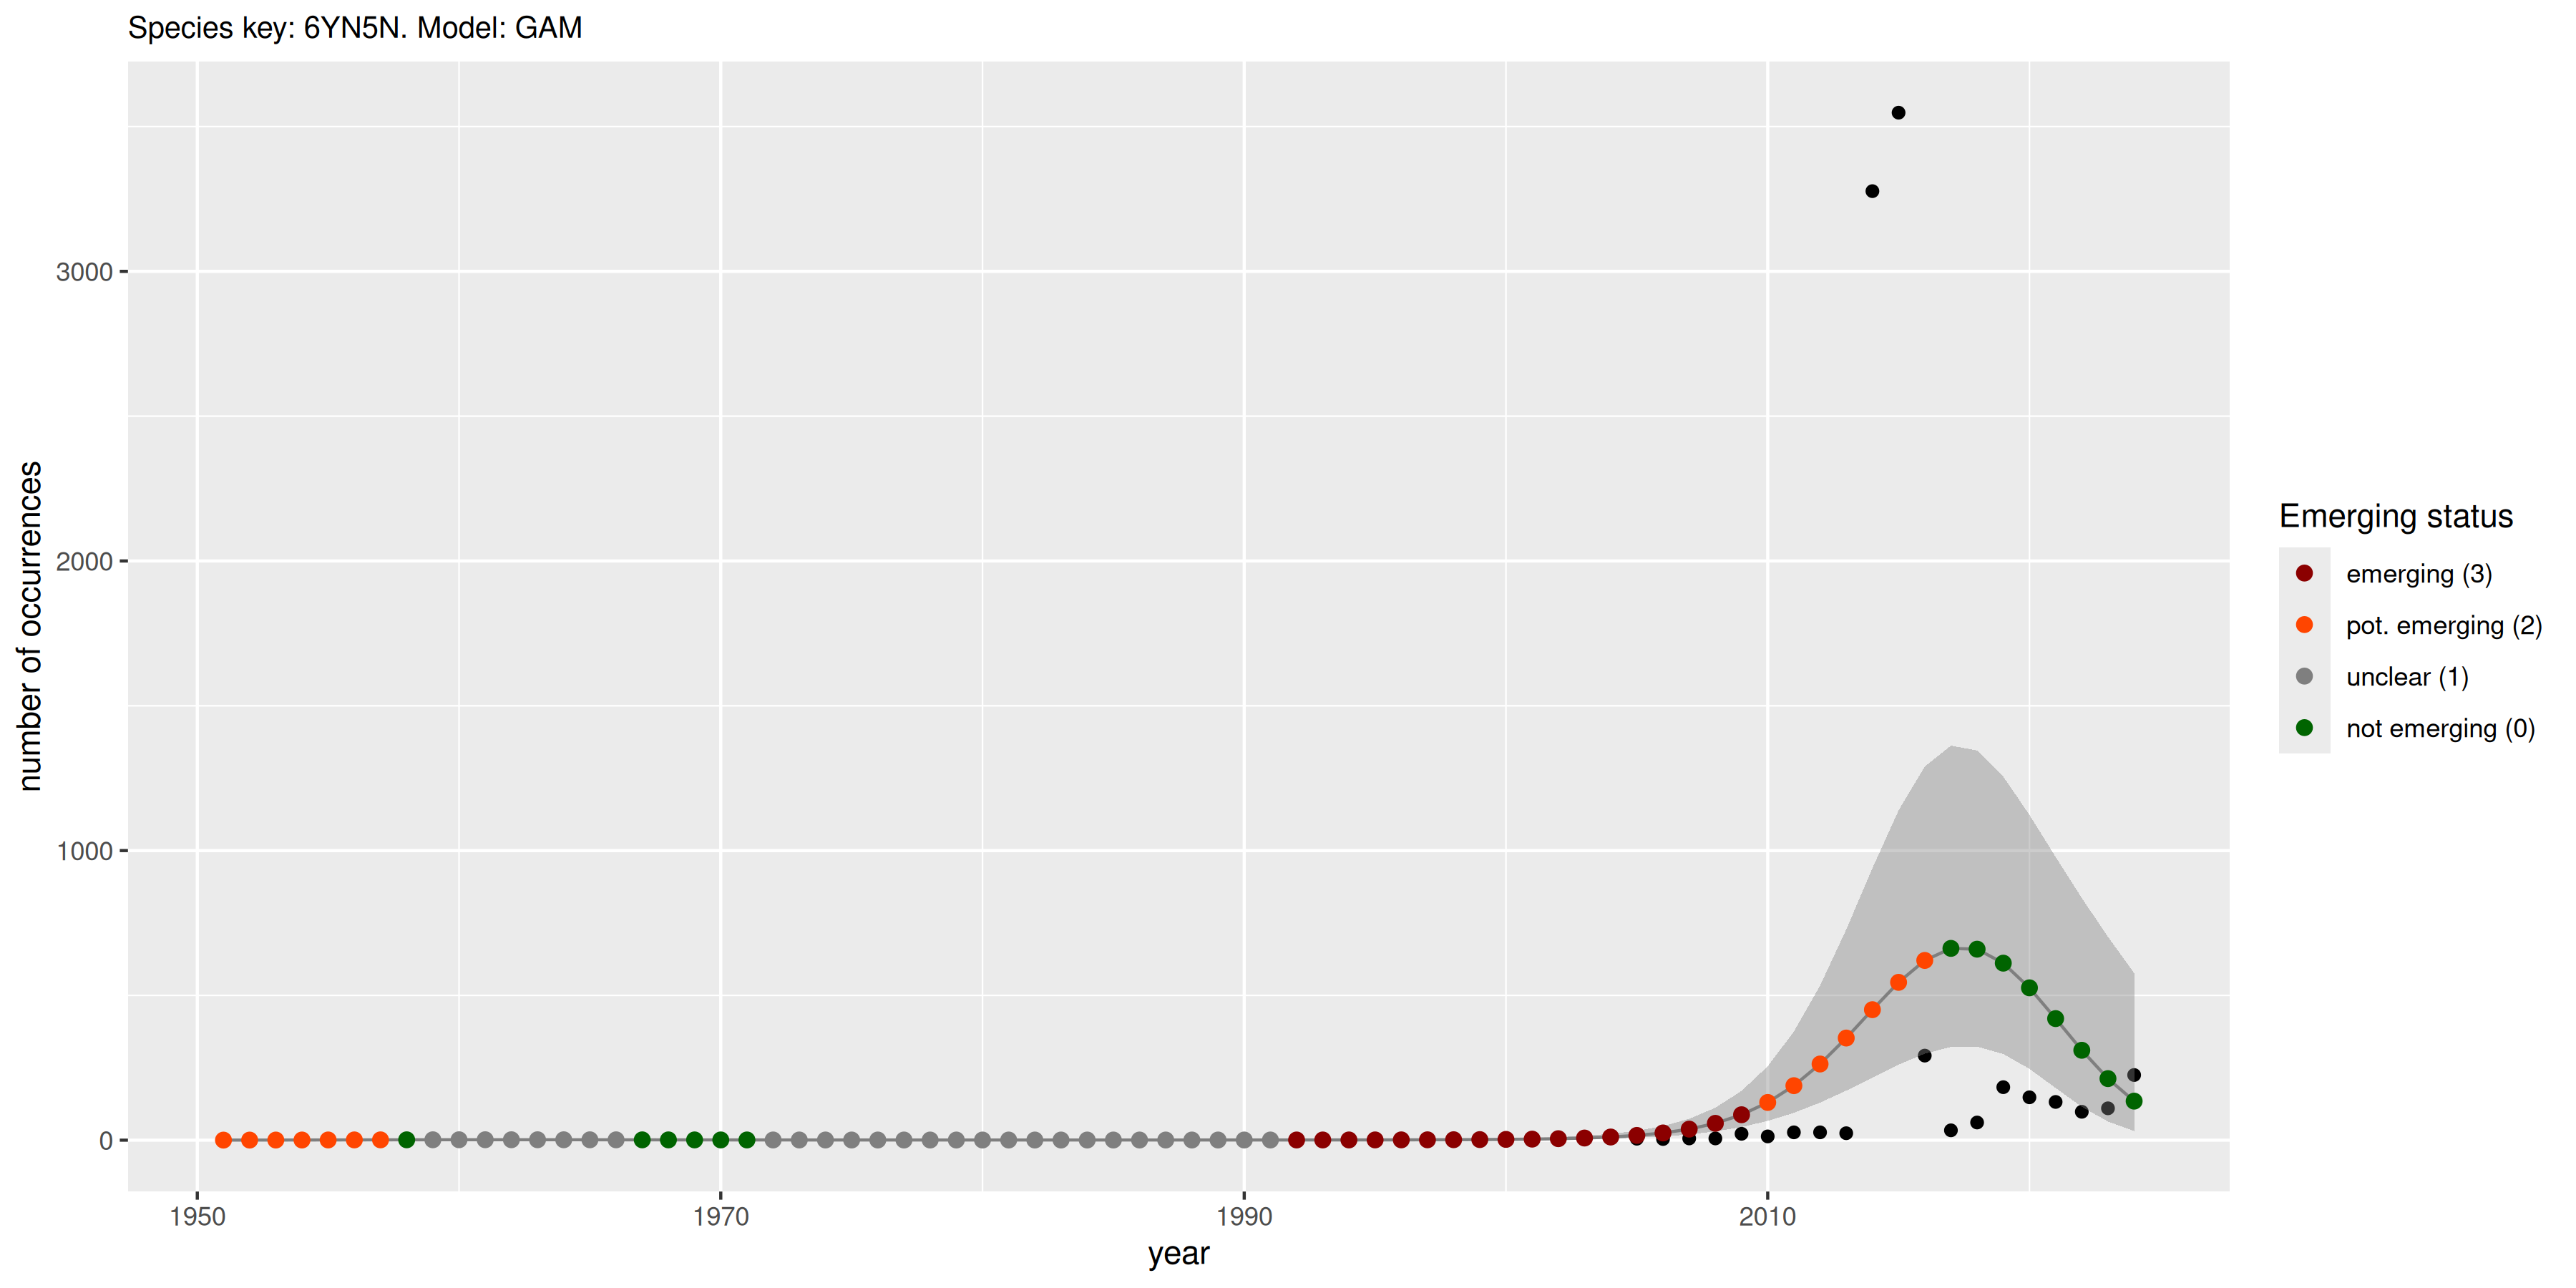 Species key: 6YN5N. Model: GAM
3000
2000
1000
0
number of occurrences
1950
1970
1990
2010
year
Emerging status
emerging (3)
pot. emerging (2)
unclear (1)
not emerging (0)